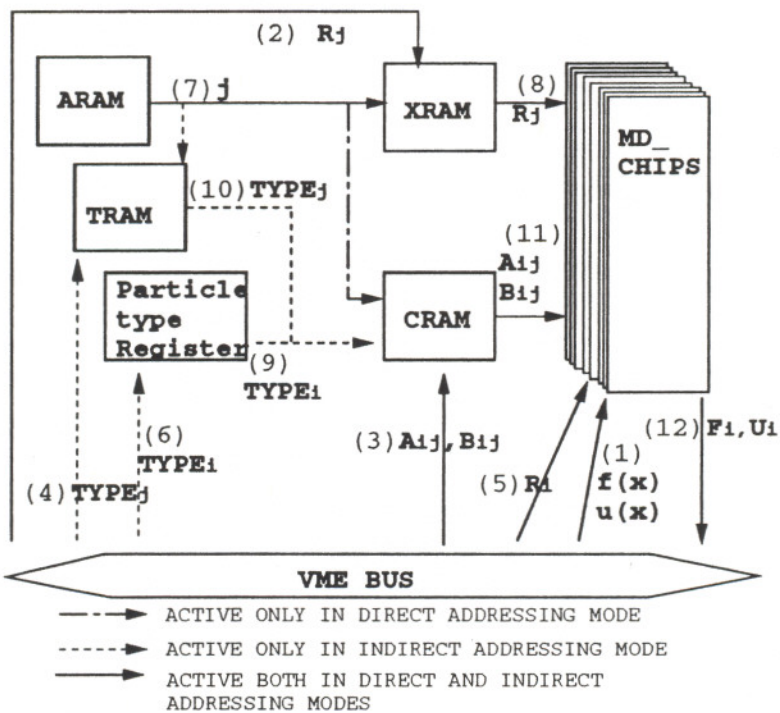 (2) Rj
ARAM
(7) j
XRAM
(8)
Rj
MD_
CHIPS
TRAM
(10) TYPEj
(11)
Aij
Bij
Particle
type
Register
CRAM
(9)
TYPEi
(6)
TYPEi
(3) Aij,Bij
(12) Fi,Ui
(4) TYPEj
(5) Ri
(1)
f(x)
u(x)
VME BUS
ACTIVE ONLY IN DIRECT ADDRESSING MODE
ACTIVE ONLY IN INDIRECT ADDRESSING MODE
ACTIVE BOTH IN DIRECT AND INDIRECT
ADDRESSING MODES